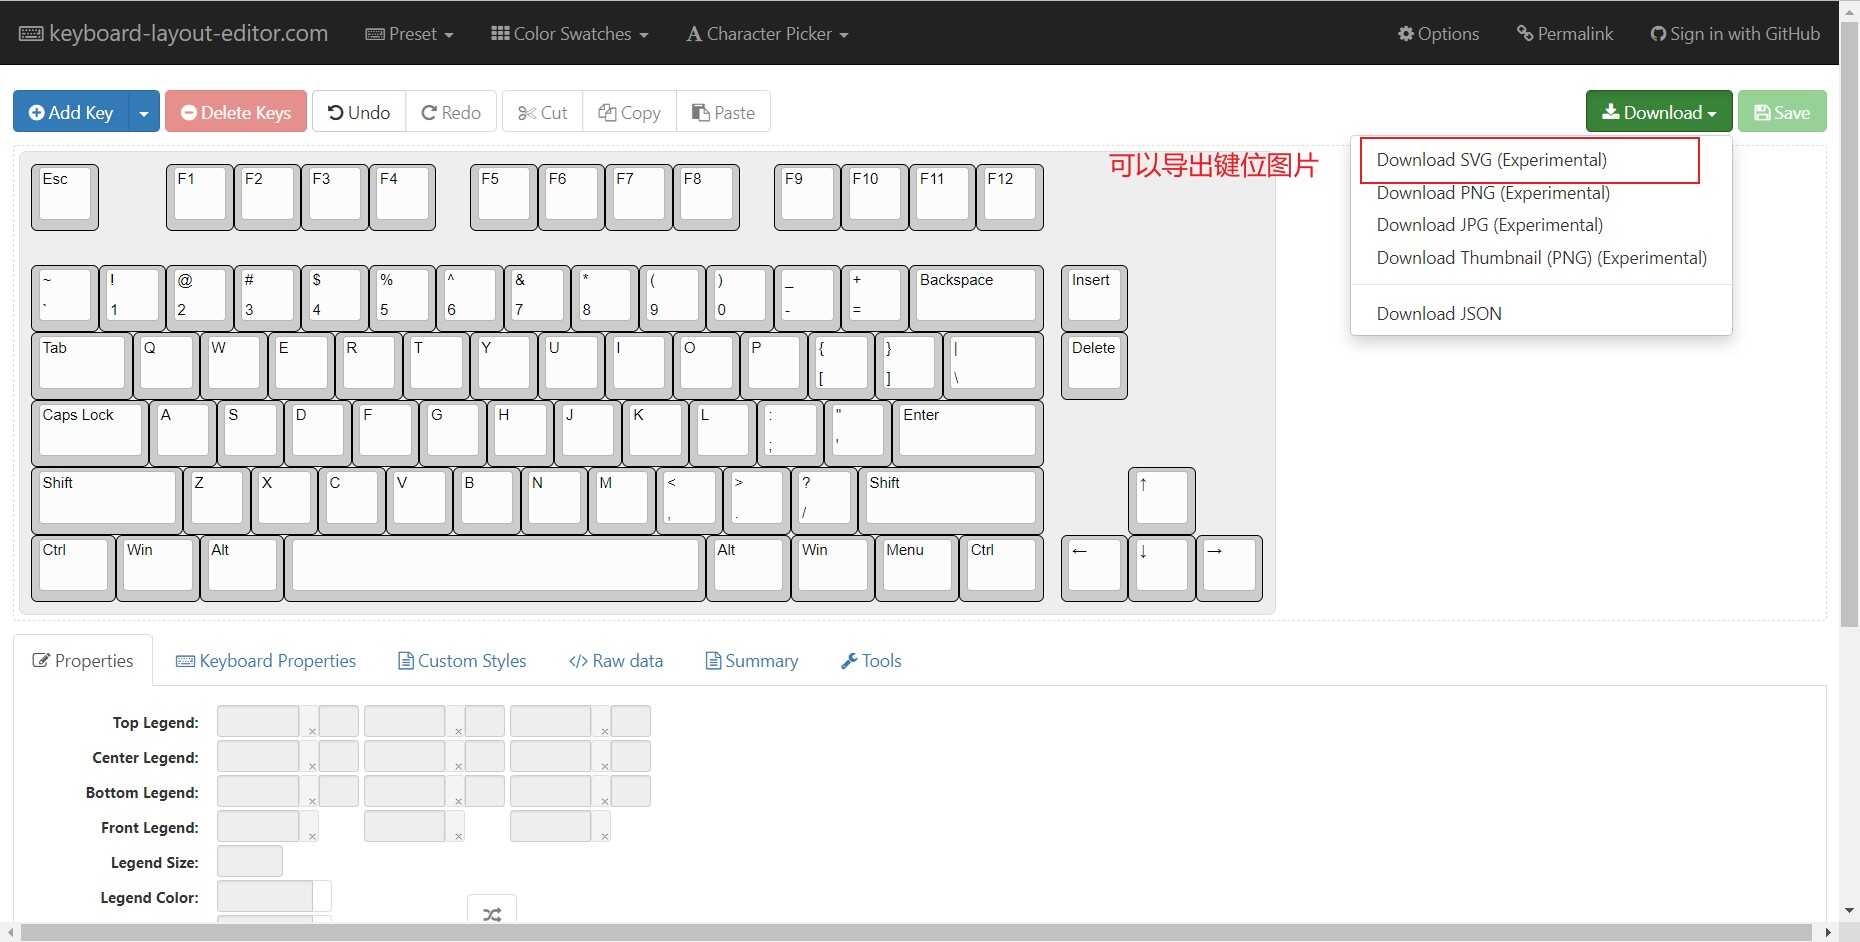 keyboard-layout-editor.com Preset Color Swatches Character Picker Options Permalink Sign in with GitHub
Add Key Delete Keys Undo Redo Cut Copy Paste Download Save
可以导出键位图片
Download SVG (Experimental)
Download PNG (Experimental)
Download JPG (Experimental)
Download Thumbnail (PNG) (Experimental)
Download JSON
Esc F1 F2 F3 F4 F5 F6 F7 F8 F9 F10 F11 F12
~ ! @ # $ % ^ & * ( ) _ + Backspace Insert
` 1 2 3 4 5 6 7 8 9 0 - =
Tab Q W E R T Y U I O P { } | Delete
[ ] \
Caps Lock A S D F G H J K L : " Enter
; '
Shift Z X C V B N M < > ? Shift ↑
, . /
Ctrl Win Alt Alt Win Menu Ctrl ← ↓ →
Properties Keyboard Properties Custom Styles </> Raw data Summary Tools
Top Legend:
Center Legend:
Bottom Legend:
Front Legend:
Legend Size:
Legend Color: